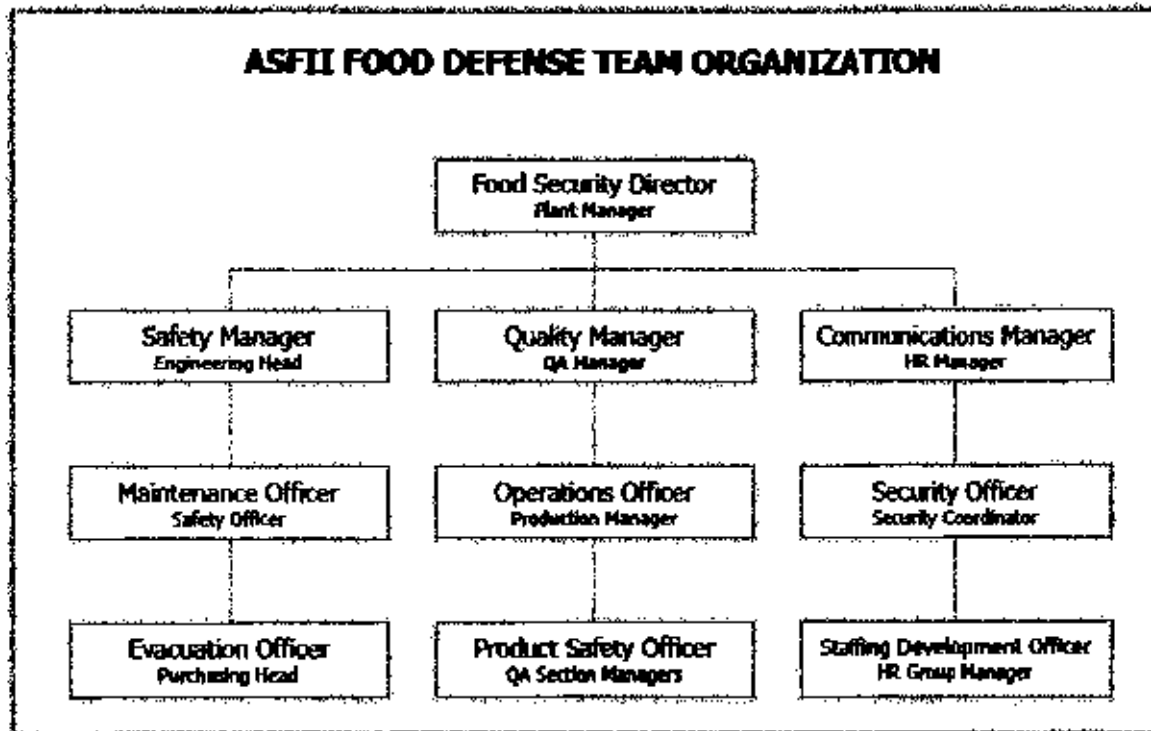 ASFII FOOD DEFENSE TEAM ORGANIZATION
Food Security Director
Plant Manager
Safety Manager
Engineering Head
Quality Manager
QA Manager
Communications Manager
HR Manager
Maintenance Officer
Safety Officer
Operations Officer
Production Manager
Security Officer
Security Coordinator
Evacuation Officer
Purchasing Head
Product Safety Officer
QA Section Managers
Staffing Development Officer
HR Group Manager